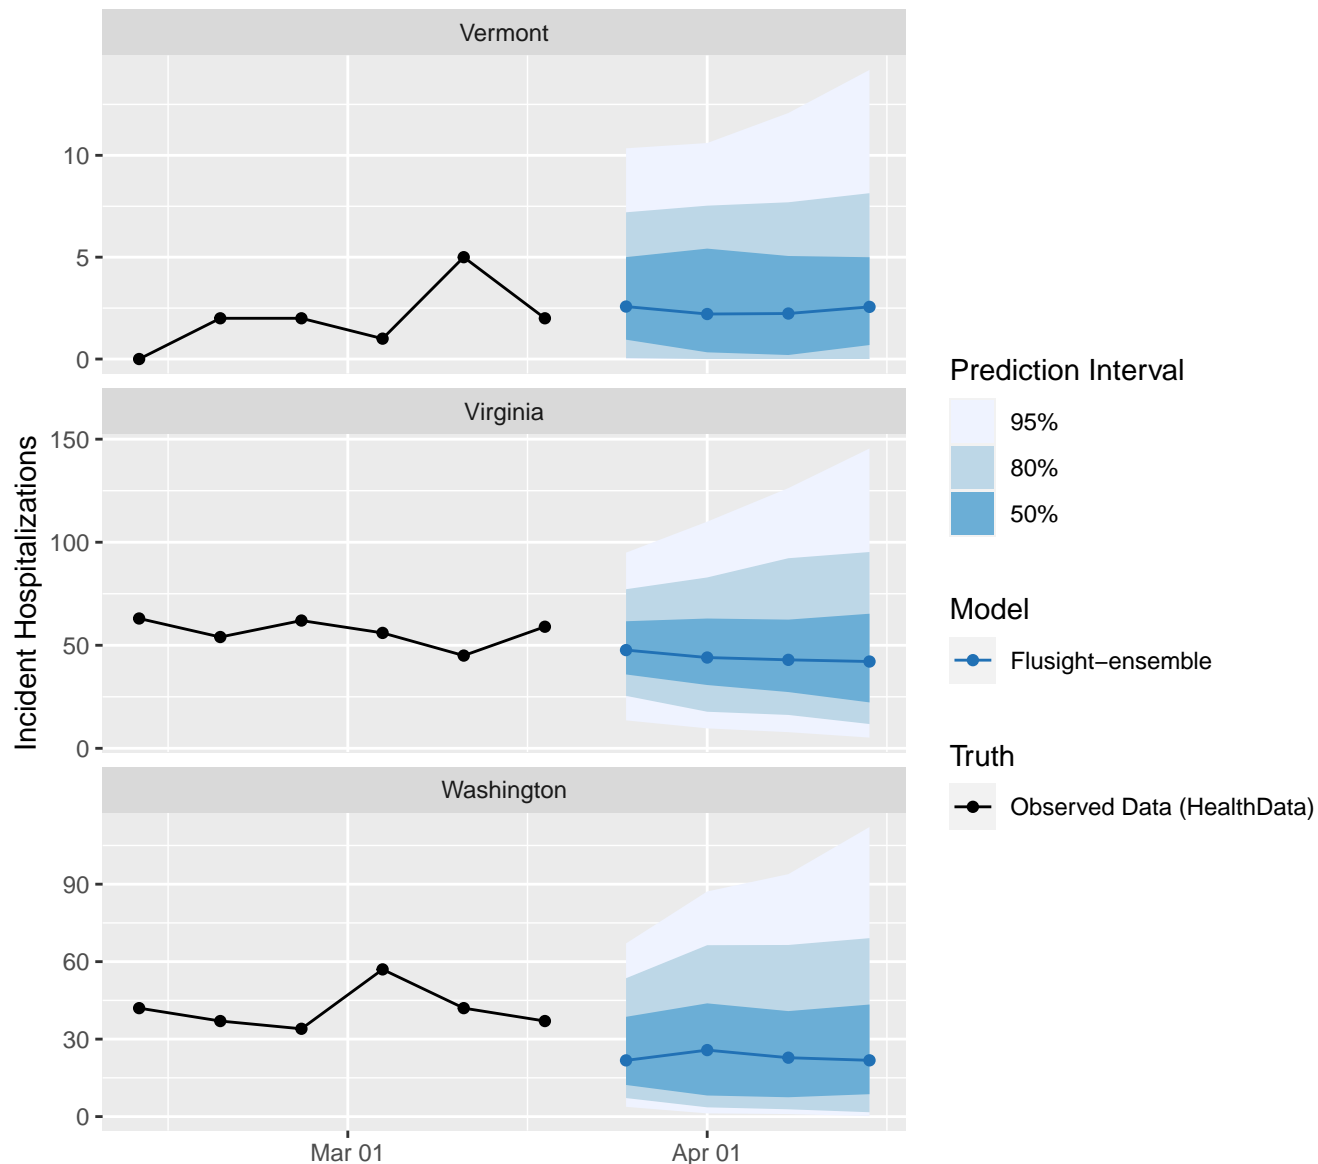 Vermont
10
5
0
Virginia
150
100
50
0
Washington
90
60
30
0
Mar 01
Apr 01
Incident Hospitalizations
Prediction Interval
95%
80%
50%
Model
Flusight−ensemble
Truth
Observed Data (HealthData)